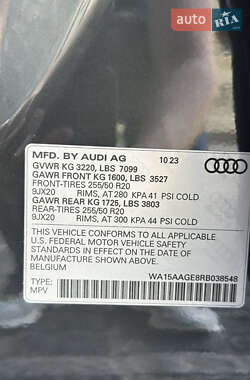 AUTO RIA
MFD. BY AUDI AG 10 23
GVWR KG 3220, LBS 7099
GAWR FRONT KG 1600, LBS 3527
FRONT-TIRES 255/50 R20
9JX20 RIMS, AT 280 KPA 41 PSI COLD
GAWR REAR KG 1725, LBS 3803
REAR-TIRES 255/50 R20
9JX20 RIMS, AT 300 KPA 44 PSI COLD
THIS VEHICLE CONFORMS TO ALL APPLICABLE
U.S. FEDERAL MOTOR VEHICLE SAFETY
STANDARDS IN EFFECT ON THE DATE OF
MANUFACTURE SHOWN ABOVE.
BELGIUM
WA15AAGE8RB038548
TYPE:
MPV